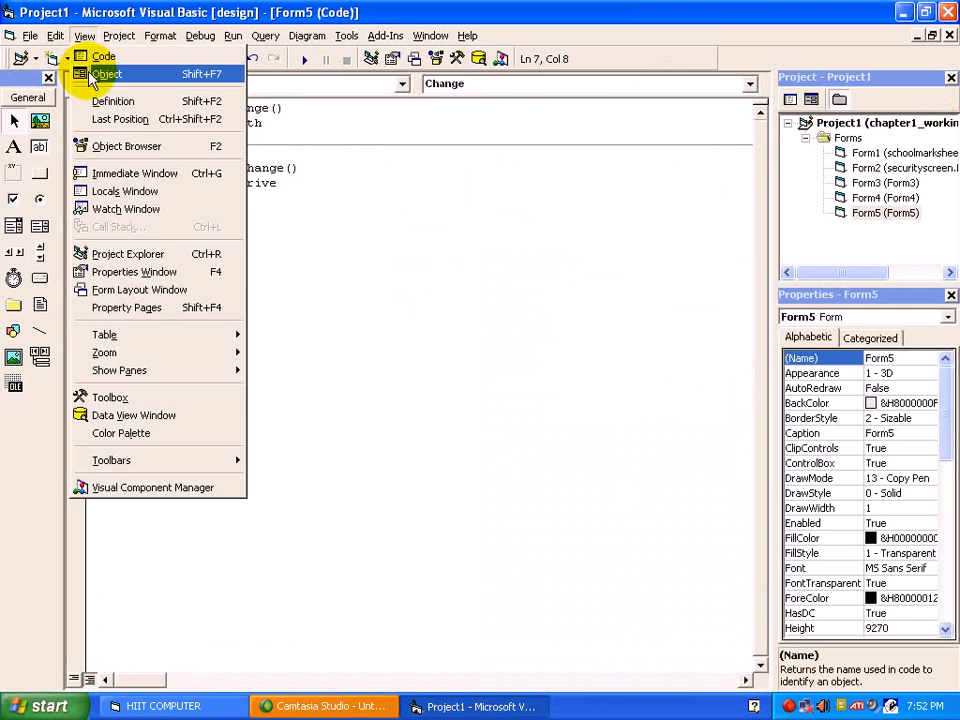 Project1 - Microsoft Visual Basic [design] - [Form5 (Code)]
File Edit View Project Format Debug Run Query Diagram Tools Add-Ins Window Help
Ln 7, Col 8
General
Code
Object Shift+F7
Definition Shift+F2
Last Position Ctrl+Shift+F2
Object Browser F2
Immediate Window Ctrl+G
Locals Window
Watch Window
Call Stack... Ctrl+L
Project Explorer Ctrl+R
Properties Window F4
Form Layout Window
Property Pages Shift+F4
Table
Zoom
Show Panes
Toolbox
Data View Window
Color Palette
Toolbars
Visual Component Manager
Change
nge()
th
hange()
rive
Project - Project1
Project1 (chapter1_workin
Forms
Form1 (schoolmarkshee
Form2 (securityscreen.l
Form3 (Form3)
Form4 (Form4)
Form5 (Form5)
Properties - Form5
Form5 Form
Alphabetic Categorized
(Name) Form5
Appearance 1 - 3D
AutoRedraw False
BackColor &H8000000F
BorderStyle 2 - Sizable
Caption Form5
ClipControls True
ControlBox True
DrawMode 13 - Copy Pen
DrawStyle 0 - Solid
DrawWidth 1
Enabled True
FillColor &H00000000
FillStyle 1 - Transparent
Font MS Sans Serif
FontTransparent True
ForeColor &H80000012
HasDC True
Height 9270
(Name)
Returns the name used in code to
identify an object.
start
HIIT COMPUTER
Camtasia Studio - Unt...
Project1 - Microsoft V...
7:52 PM